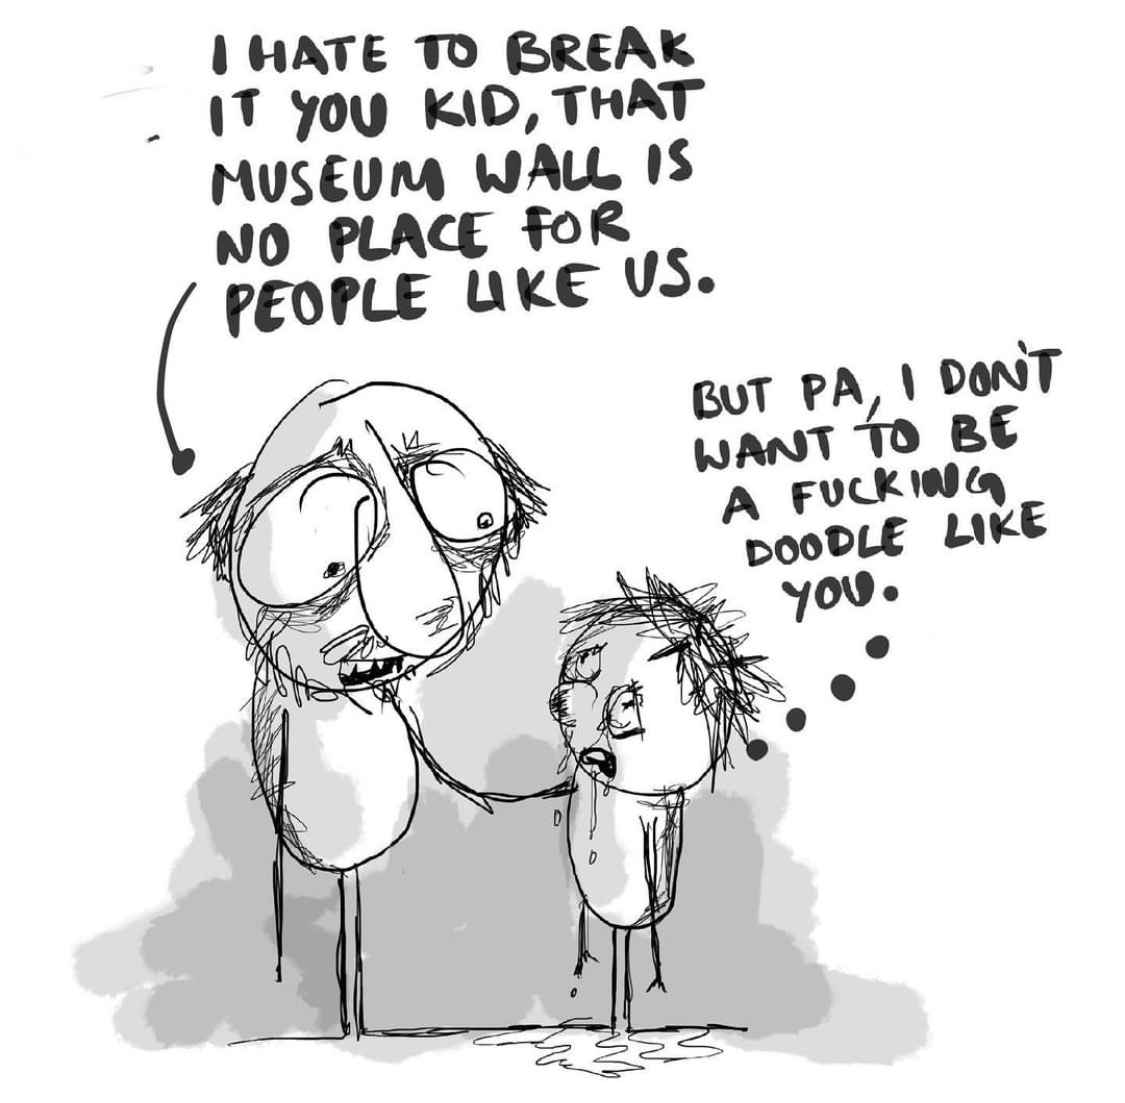 I HATE TO BREAK
IT YOU KID, THAT
MUSEUM WALL IS
NO PLACE FOR
PEOPLE LIKE US.
BUT PA, I DON'T
WANT TO BE
A FUCKING
DOODLE LIKE
YOU.